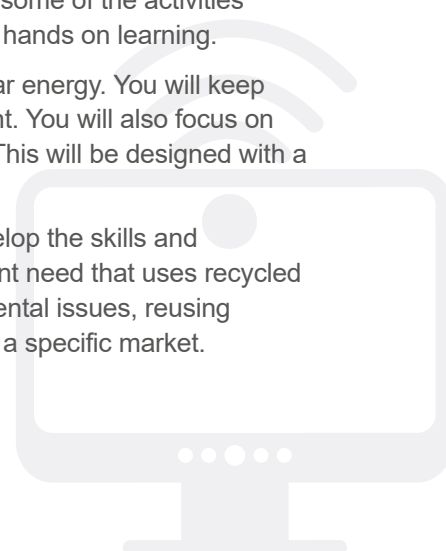 some of the activities
hands on learning.
ar energy. You will keep
nt. You will also focus on
This will be designed with a
elop the skills and
nt need that uses recycled
ental issues, reusing
a specific market.